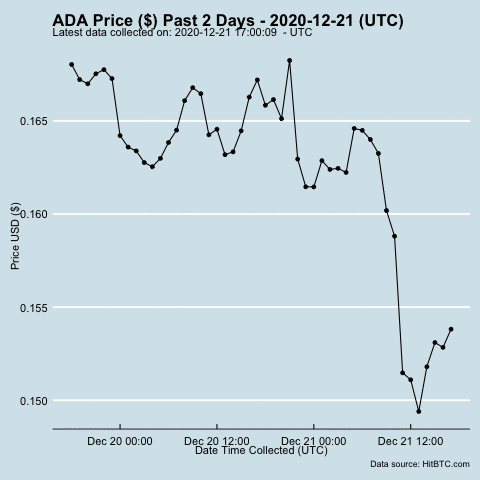 ADA Price ($) Past 2 Days - 2020-12-21 (UTC)
Latest data collected on: 2020-12-21 17:00:09 - UTC
0.165
0.160
0.155
0.150
Price USD ($)
Dec 20 00:00 Dec 20 12:00 Dec 21 00:00 Dec 21 12:00
Date Time Collected (UTC)
Data source: HitBTC.com